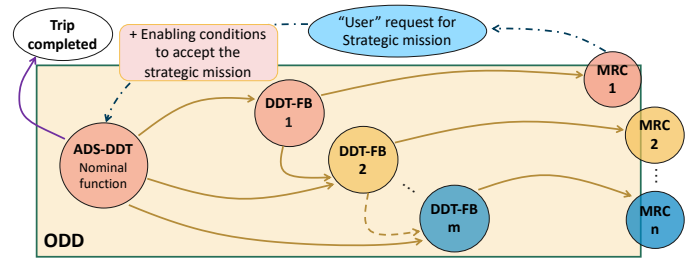 Trip
completed
+ Enabling conditions
to accept the
strategic mission
“User” request for
Strategic mission
MRC
1
DDT-FB
1
MRC
2
ADS-DDT
Nominal
function
DDT-FB
2
DDT-FB
m
MRC
n
ODD